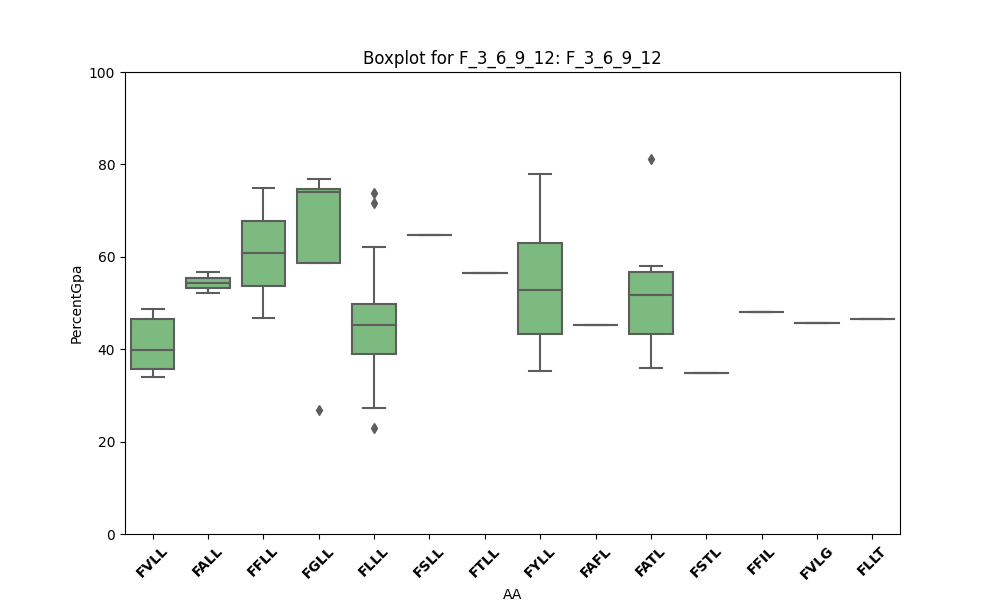 Boxplot for F_3_6_9_12: F_3_6_9_12
PercentGpa
100
80
60
40
20
0
FVLL FALL FFLL FGLL FLLL FSLL FTLL FYLL FAFL FATL FSTL FFIL FVLG FLLT
AA